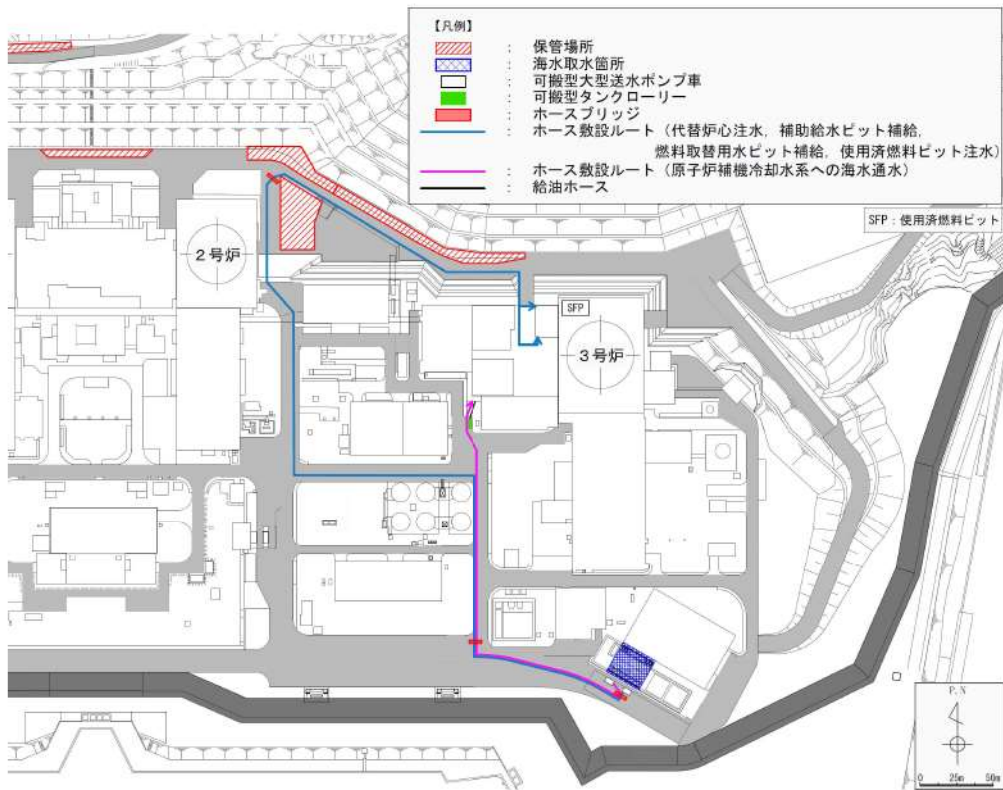 【凡例】
： 保管場所
： 海水取水箇所
： 可搬型大型送水ポンプ車
： 可搬型タンクローリー
： ホースブリッジ
： ホース敷設ルート（代替炉心注水，補助給水ピット補給，
燃料取替用水ピット補給，使用済燃料ピット注水）
： ホース敷設ルート（原子炉補機冷却水系への海水通水）
： 給油ホース
SFP：使用済燃料ピット
２号炉
SFP
３号炉
P.N
0 25m 50m